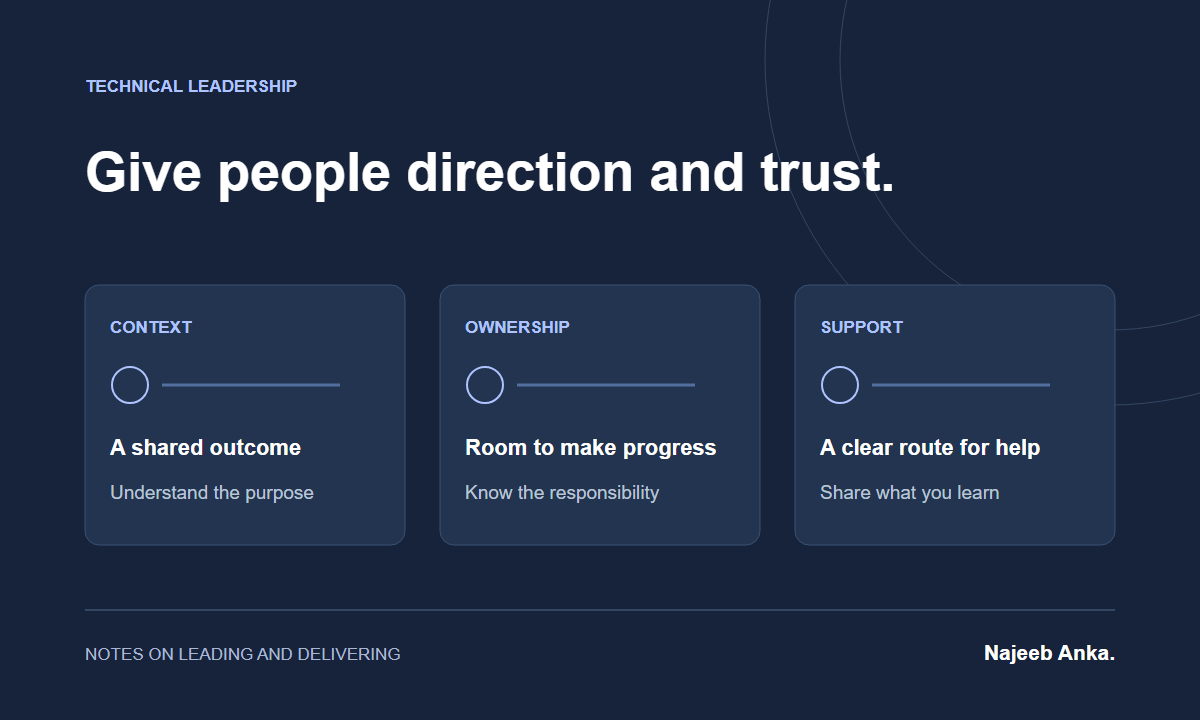 TECHNICAL LEADERSHIP
Give people direction and trust.
CONTEXT
A shared outcome
Understand the purpose
OWNERSHIP
Room to make progress
Know the responsibility
SUPPORT
A clear route for help
Share what you learn
NOTES ON LEADING AND DELIVERING
Najeeb Anka.